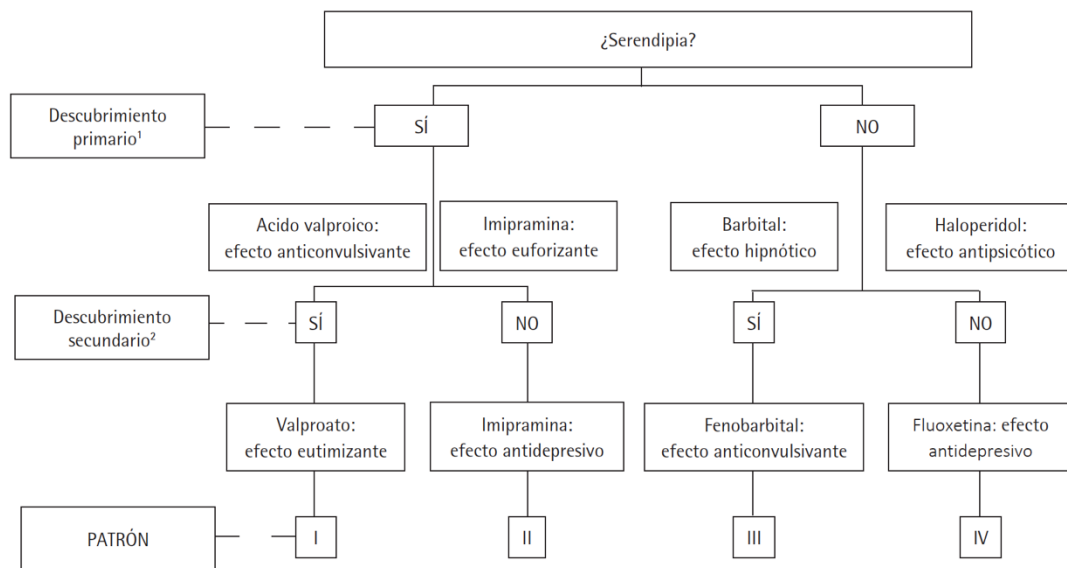 ¿Serendipia?
Descubrimiento
primario¹
SÍ
NO
Acido valproico:
efecto anticonvulsivante
Imipramina:
efecto euforizante
Barbital:
efecto hipnótico
Haloperidol:
efecto antipsicótico
Descubrimiento
secundario²
SÍ
NO
SÍ
NO
Valproato:
efecto eutimizante
Imipramina:
efecto antidepresivo
Fenobarbital:
efecto anticonvulsivante
Fluoxetina: efecto
antidepresivo
PATRÓN
I
II
III
IV